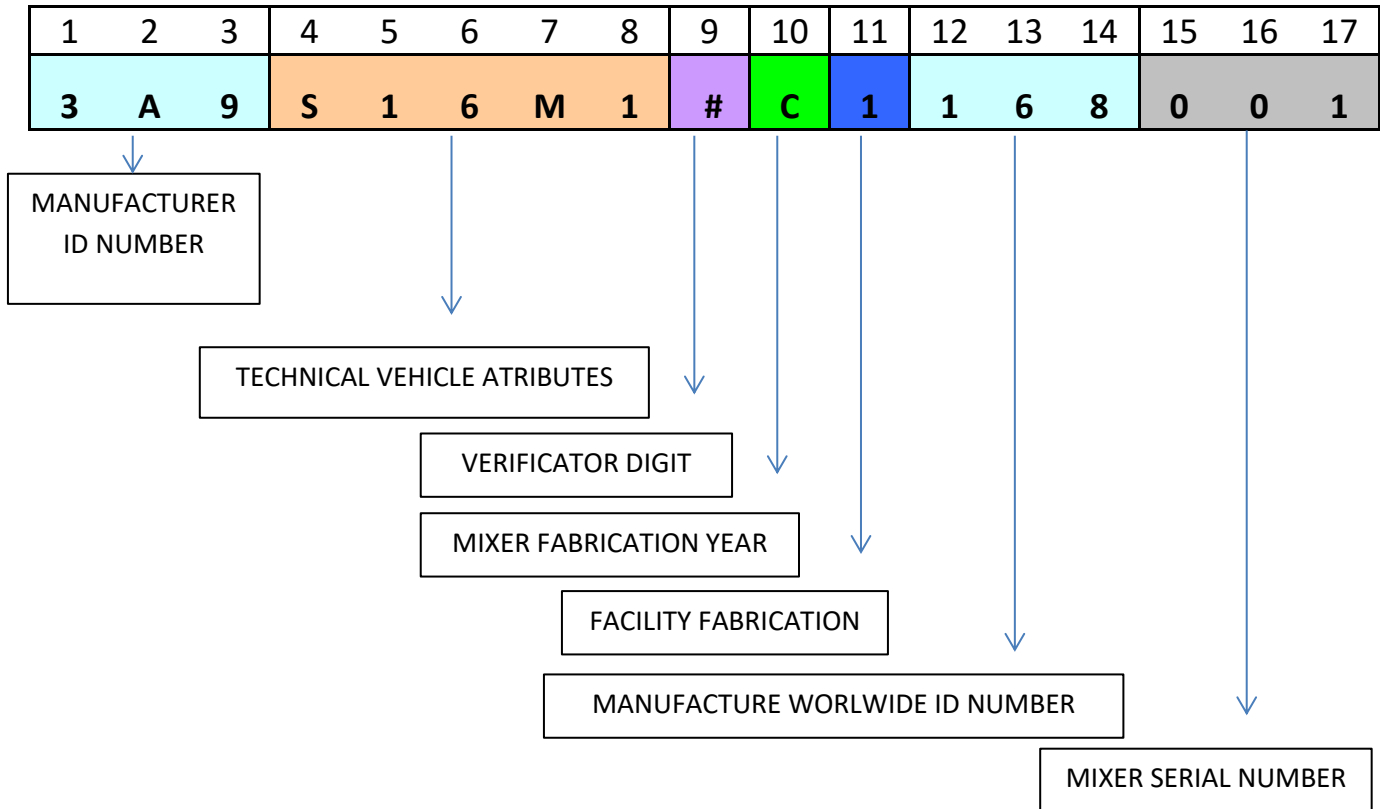 1 2 3 4 5 6 7 8 9 10 11 12 13 14 15 16 17
3 A 9 S 1 6 M 1 # C 1 1 6 8 0 0 1
MANUFACTURER
ID NUMBER
TECHNICAL VEHICLE ATRIBUTES
VERIFICATOR DIGIT
MIXER FABRICATION YEAR
FACILITY FABRICATION
MANUFACTURE WORLWIDE ID NUMBER
MIXER SERIAL NUMBER